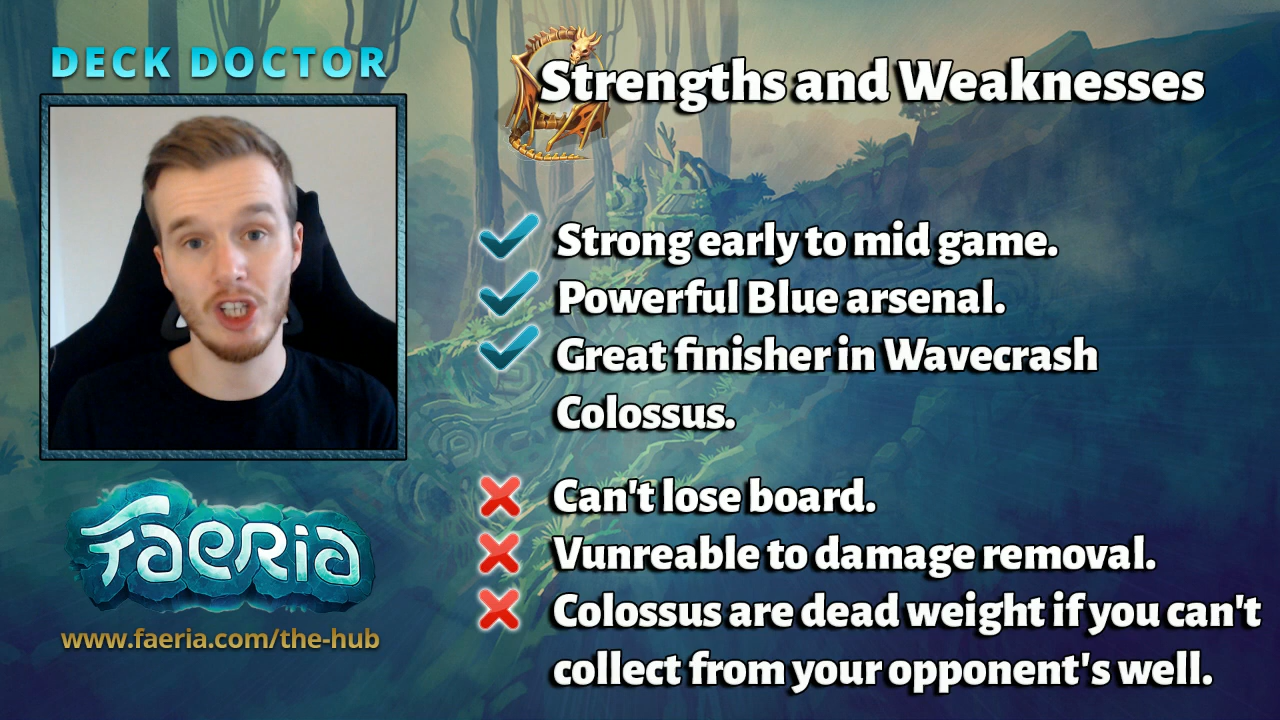 DECK DOCTOR
Strengths and Weaknesses
Strong early to mid game.
Powerful Blue arsenal.
Great finisher in Wavecrash
Colossus.
Can't lose board.
Vunreable to damage removal.
Colossus are dead weight if you can't
collect from your opponent's well.
Faeria
www.faeria.com/the-hub